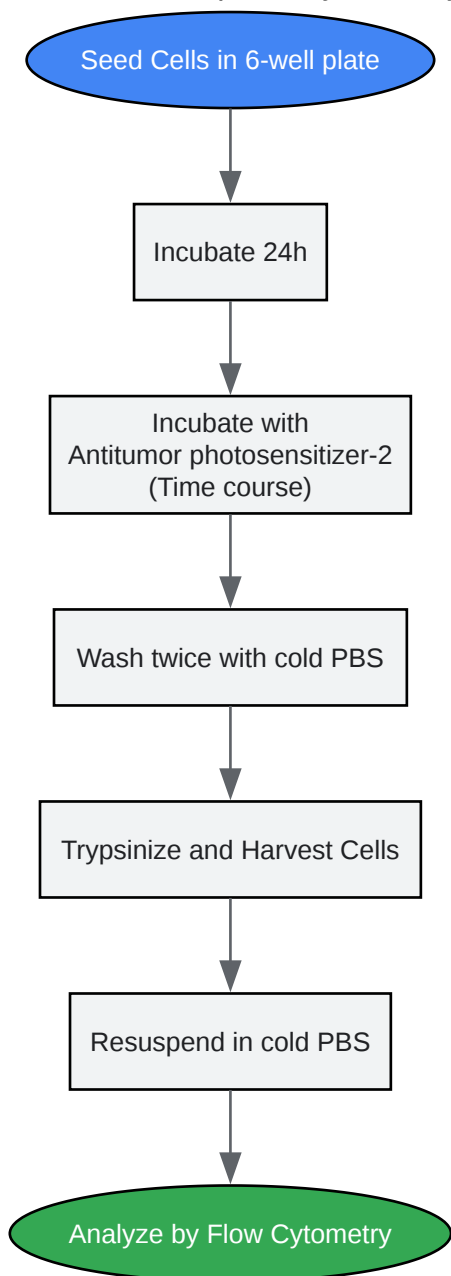 Seed Cells in 6-well plate
Incubate 24h
Incubate with
Antitumor photosensitizer-2
(Time course)
Wash twice with cold PBS
Trypsinize and Harvest Cells
Resuspend in cold PBS
Analyze by Flow Cytometry